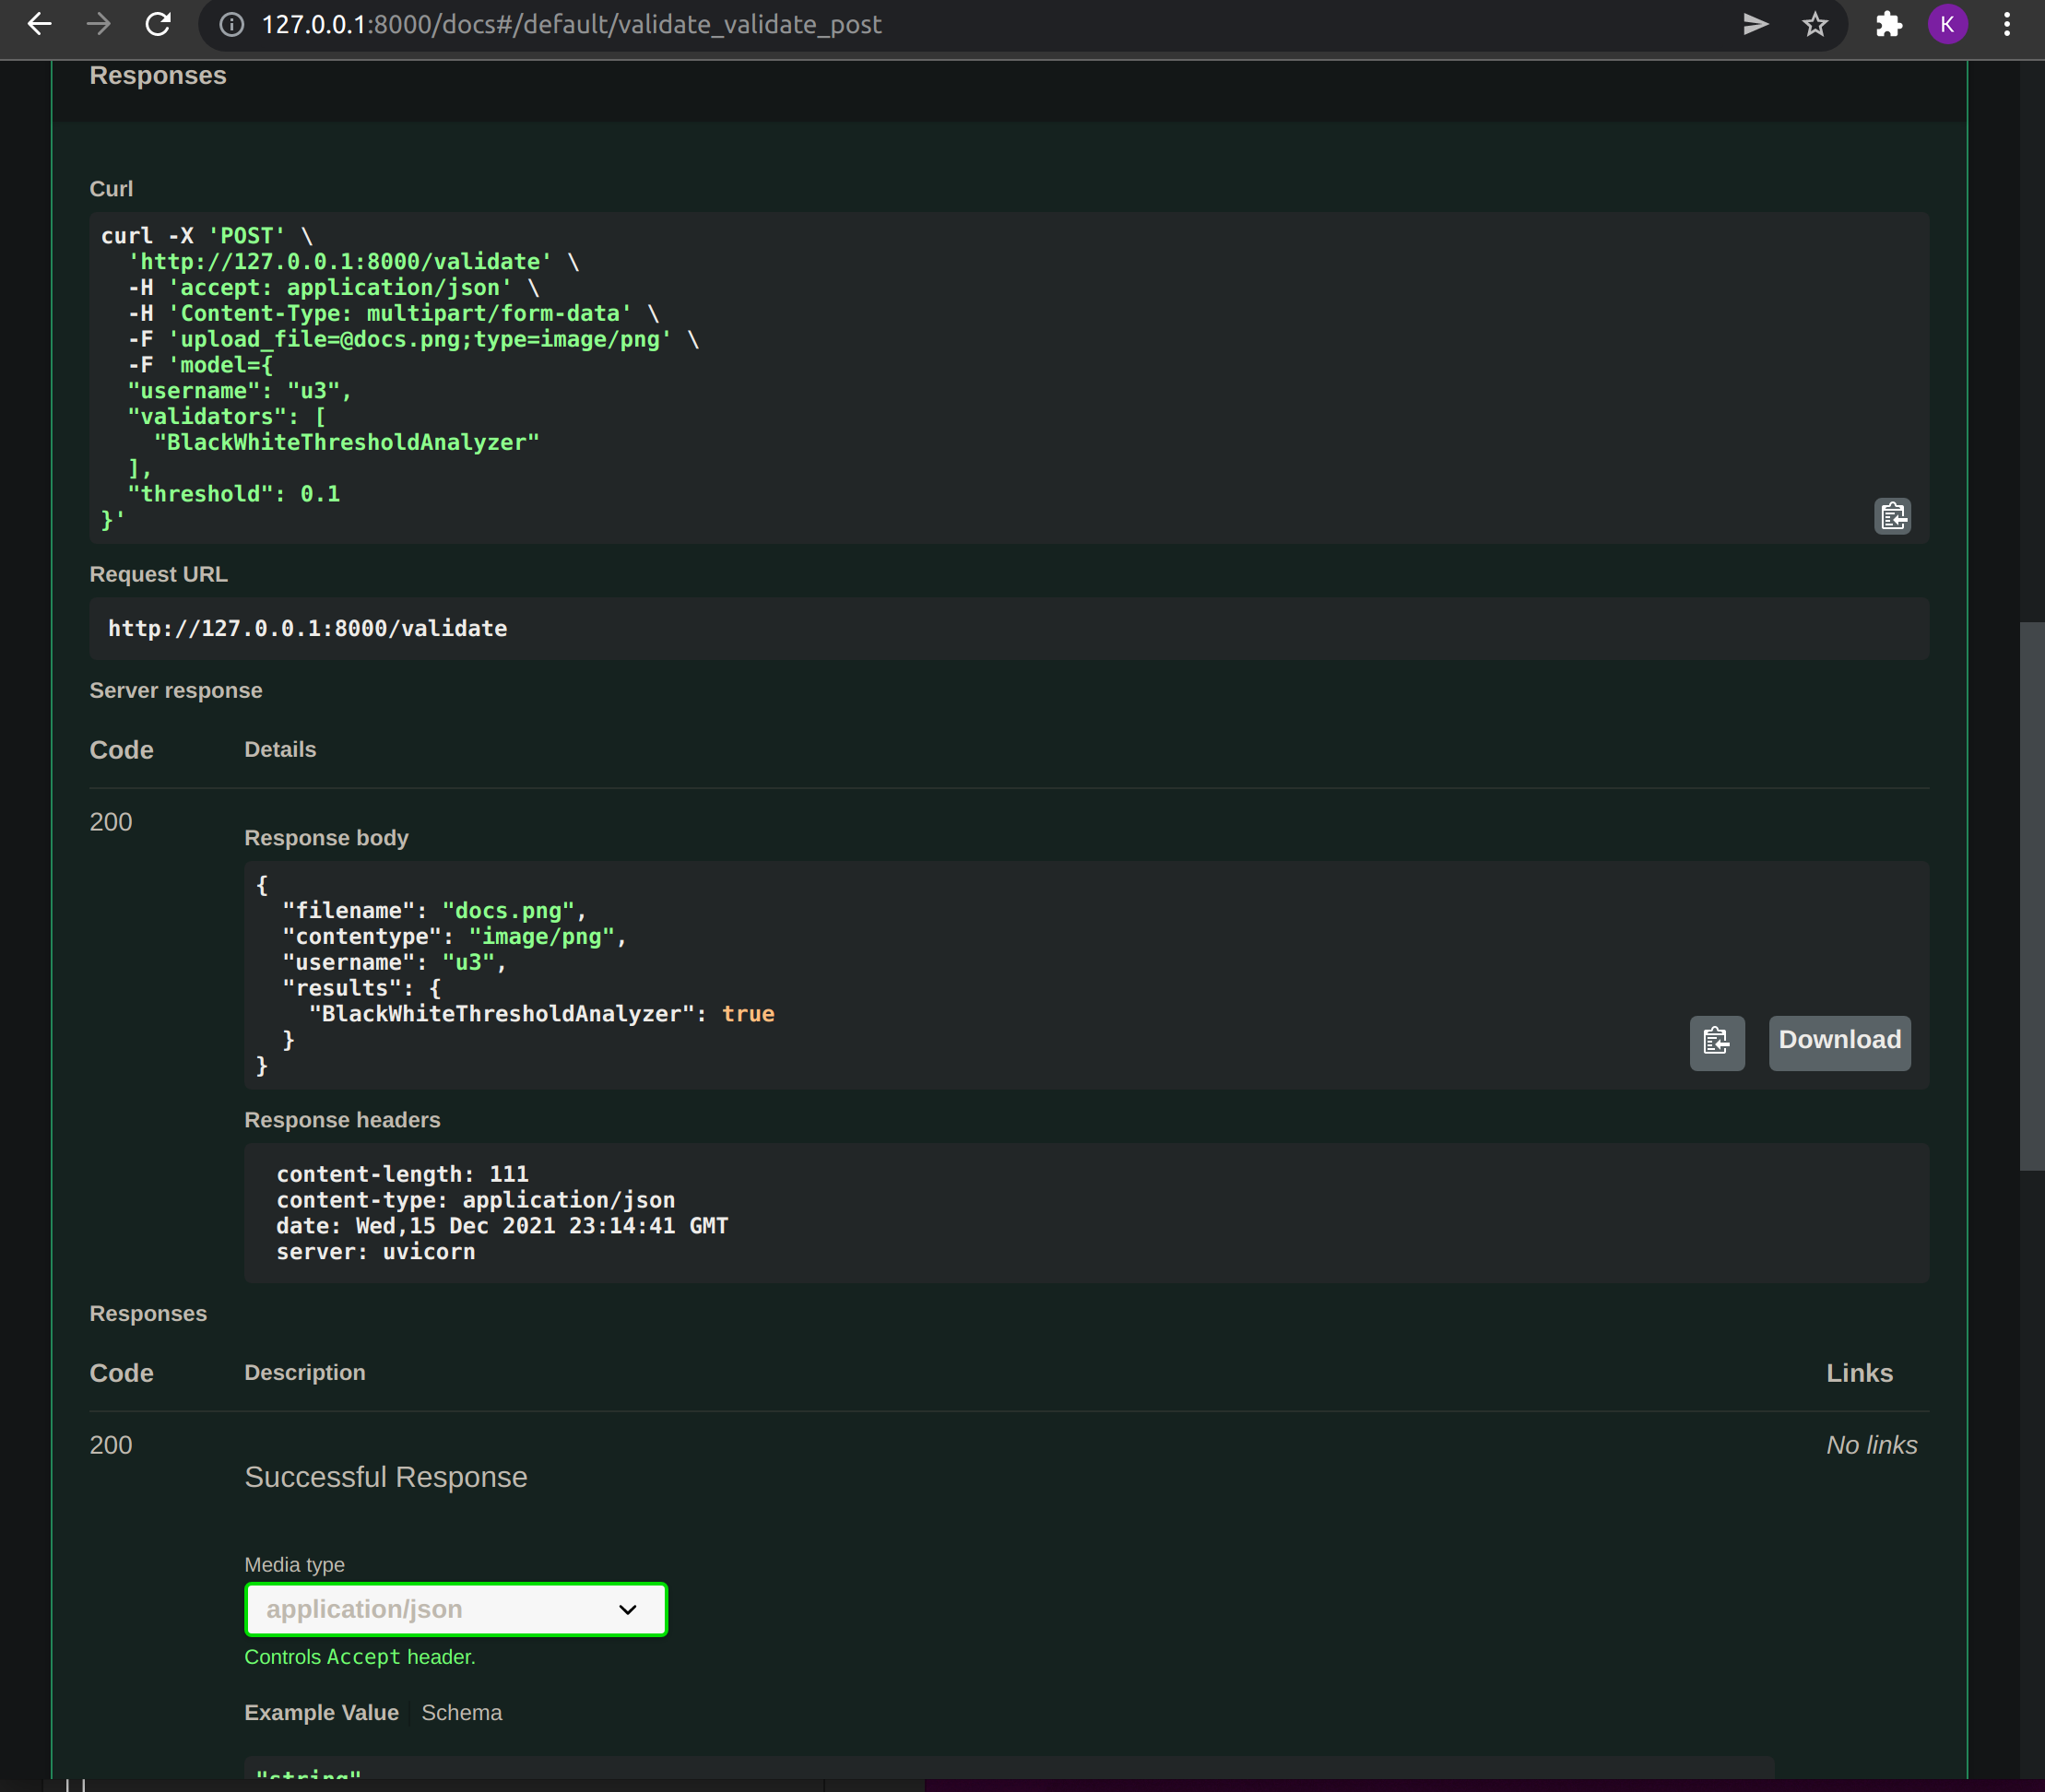 127.0.0.1:8000/docs#/default/validate_validate_post
K
Responses
Curl
curl -X 'POST' \
'http://127.0.0.1:8000/validate' \
-H 'accept: application/json' \
-H 'Content-Type: multipart/form-data' \
-F 'upload_file=@docs.png;type=image/png' \
-F 'model={
"username": "u3",
"validators": [
"BlackWhiteThresholdAnalyzer"
],
"threshold": 0.1
}'
Request URL
http://127.0.0.1:8000/validate
Server response
Code Details
200
Response body
{
"filename": "docs.png",
"contentype": "image/png",
"username": "u3",
"results": {
"BlackWhiteThresholdAnalyzer": true
}
}
Download
Response headers
content-length: 111
content-type: application/json
date: Wed,15 Dec 2021 23:14:41 GMT
server: uvicorn
Responses
Code Description Links
200 No links
Successful Response
Media type
application/json
Controls Accept header.
Example Value Schema
"string"